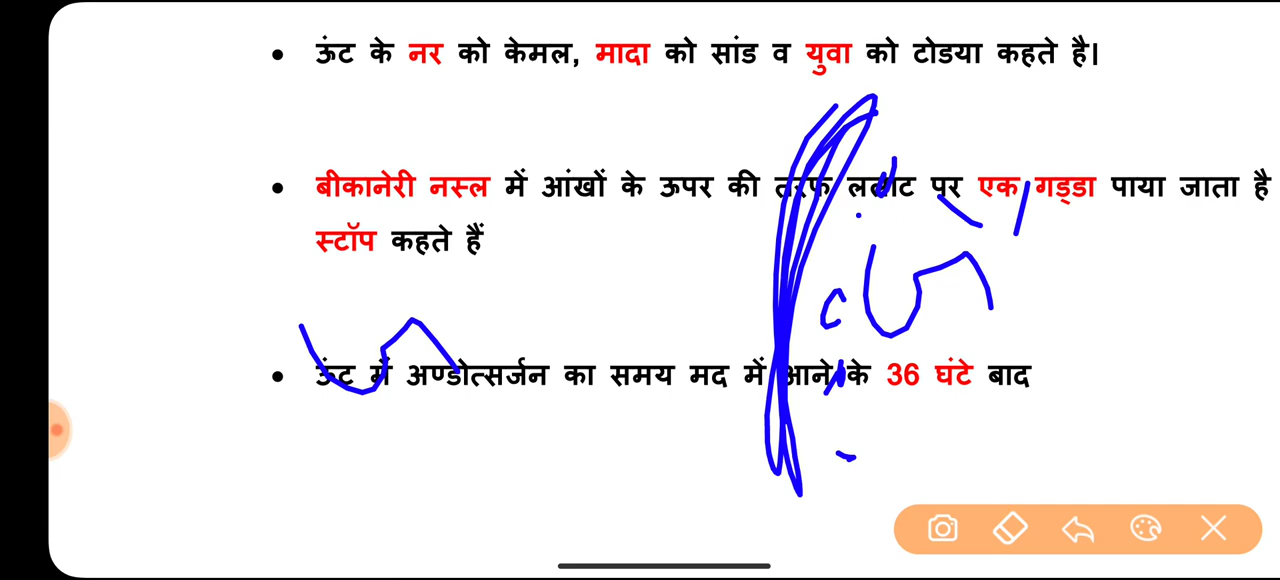 • ऊंट के नर को केमल, मादा को सांड व युवा को टोडया कहते है।
• बीकानेरी नस्ल में आंखों के ऊपर की तरफ ललाट पर एक गड्डा पाया जाता है
स्टॉप कहते हैं
• ऊंट में अण्डोत्सर्जन का समय मद में आने के 36 घंटे बाद